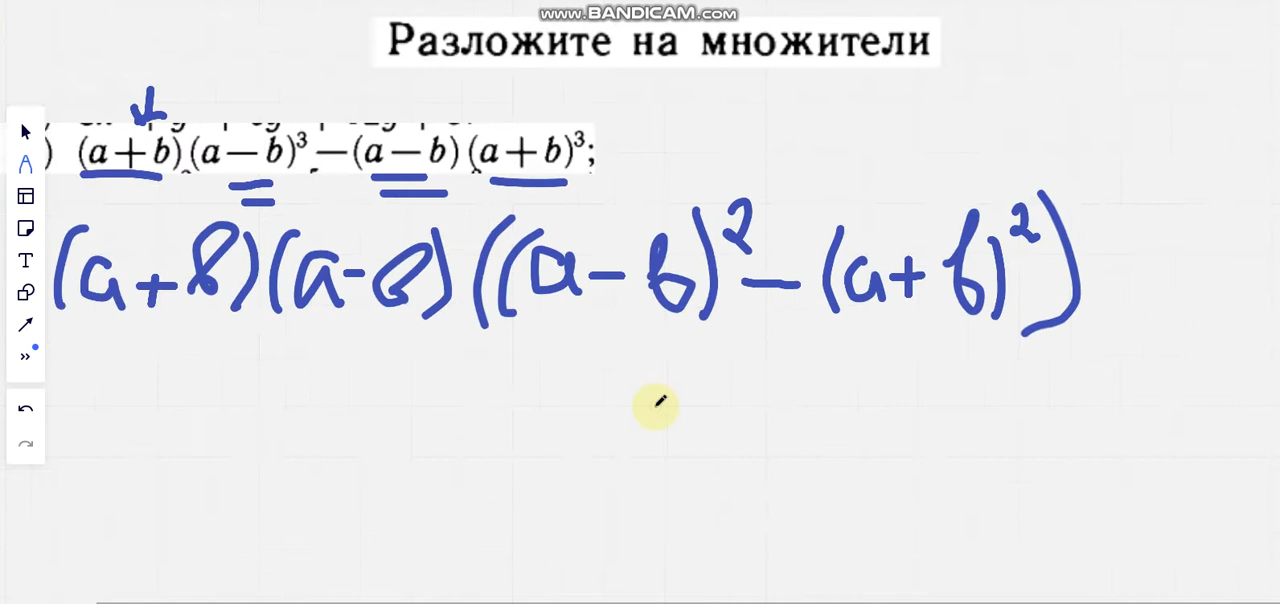 www.BANDICAM.com
Разложите на множители
) (a + b)(a − b)³ − (a − b)(a + b)³;
(a + b)(a - b)((a - b)² - (a + b)²)
T